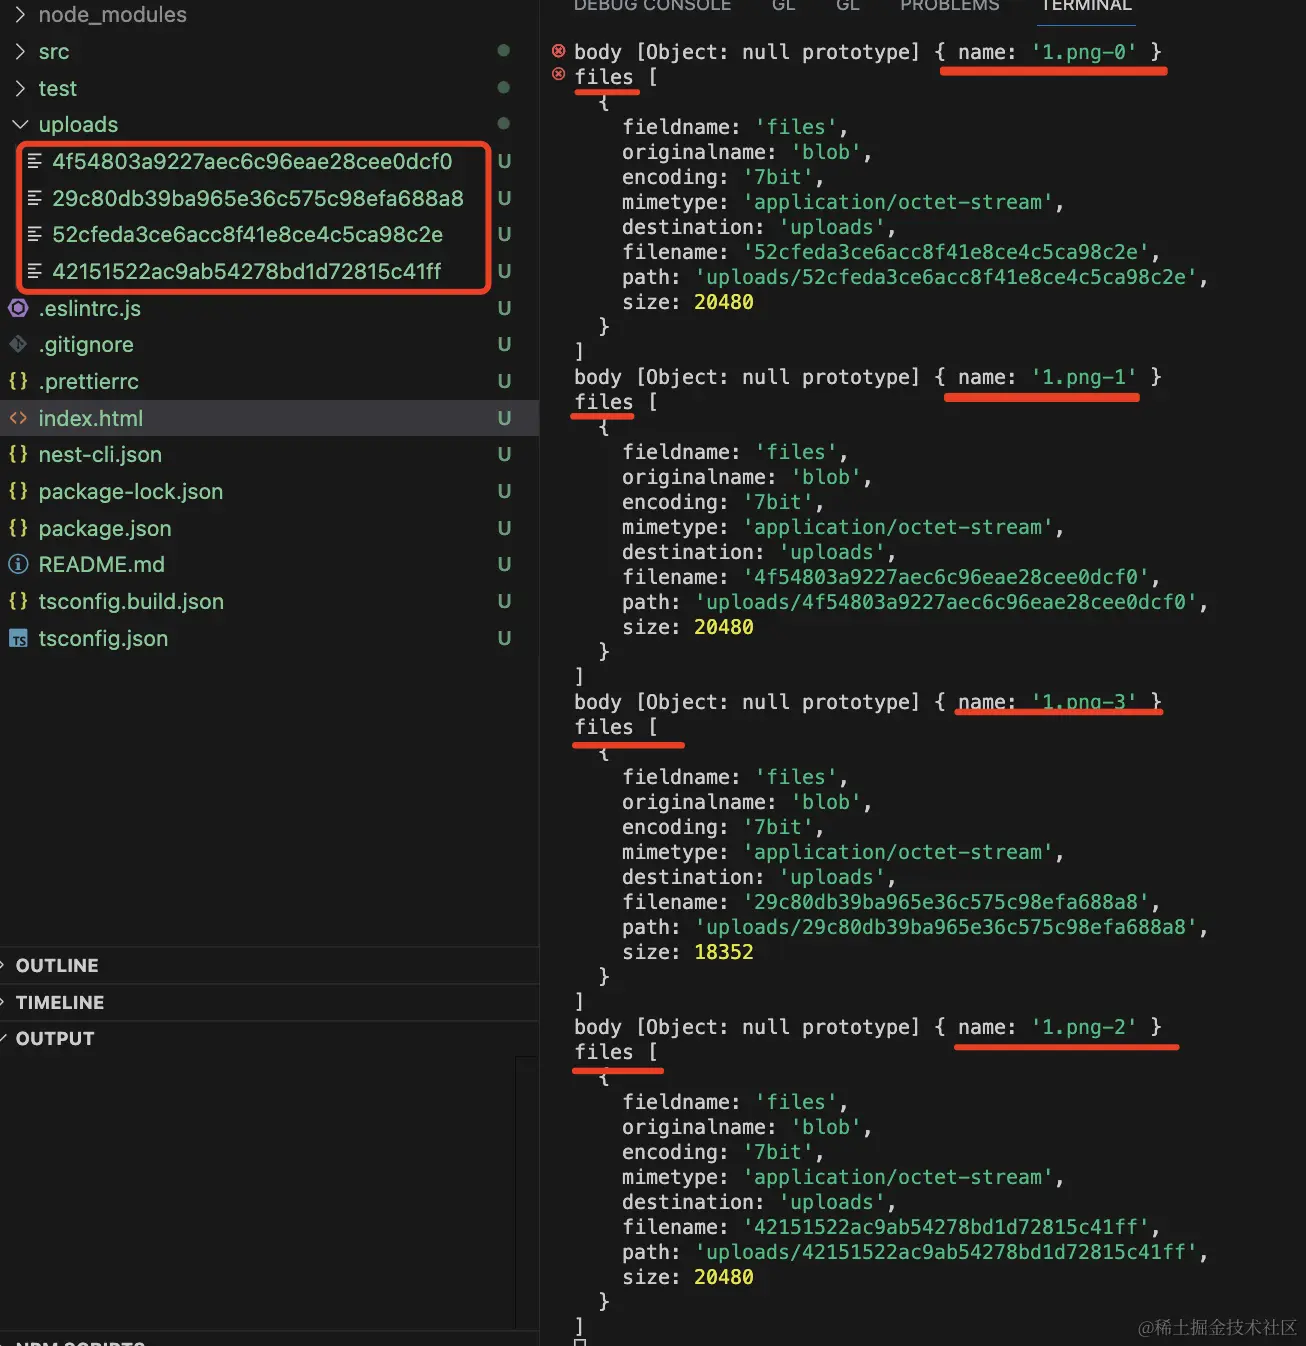 node_modules
src
test
uploads
4f54803a9227aec6c96eae28cee0dcf0 U
29c80db39ba965e36c575c98efa688a8 U
52cfeda3ce6acc8f41e8ce4c5ca98c2e U
42151522ac9ab54278bd1d72815c41ff U
.eslintrc.js U
.gitignore U
.prettierrc U
index.html U
nest-cli.json U
package-lock.json U
package.json U
README.md U
tsconfig.build.json U
TS tsconfig.json U
OUTLINE
TIMELINE
OUTPUT
NPM SCRIPTS
DEBUG CONSOLE GL GL PROBLEMS TERMINAL
body [Object: null prototype] { name: '1.png-0' }
files [
{
fieldname: 'files',
originalname: 'blob',
encoding: '7bit',
mimetype: 'application/octet-stream',
destination: 'uploads',
filename: '52cfeda3ce6acc8f41e8ce4c5ca98c2e',
path: 'uploads/52cfeda3ce6acc8f41e8ce4c5ca98c2e',
size: 20480
}
]
body [Object: null prototype] { name: '1.png-1' }
files [
{
fieldname: 'files',
originalname: 'blob',
encoding: '7bit',
mimetype: 'application/octet-stream',
destination: 'uploads',
filename: '4f54803a9227aec6c96eae28cee0dcf0',
path: 'uploads/4f54803a9227aec6c96eae28cee0dcf0',
size: 20480
}
]
body [Object: null prototype] { name: '1.png-3' }
files [
{
fieldname: 'files',
originalname: 'blob',
encoding: '7bit',
mimetype: 'application/octet-stream',
destination: 'uploads',
filename: '29c80db39ba965e36c575c98efa688a8',
path: 'uploads/29c80db39ba965e36c575c98efa688a8',
size: 18352
}
]
body [Object: null prototype] { name: '1.png-2' }
files [
{
fieldname: 'files',
originalname: 'blob',
encoding: '7bit',
mimetype: 'application/octet-stream',
destination: 'uploads',
filename: '42151522ac9ab54278bd1d72815c41ff',
path: 'uploads/42151522ac9ab54278bd1d72815c41ff',
size: 20480
}
]
@稀土掘金技术社区